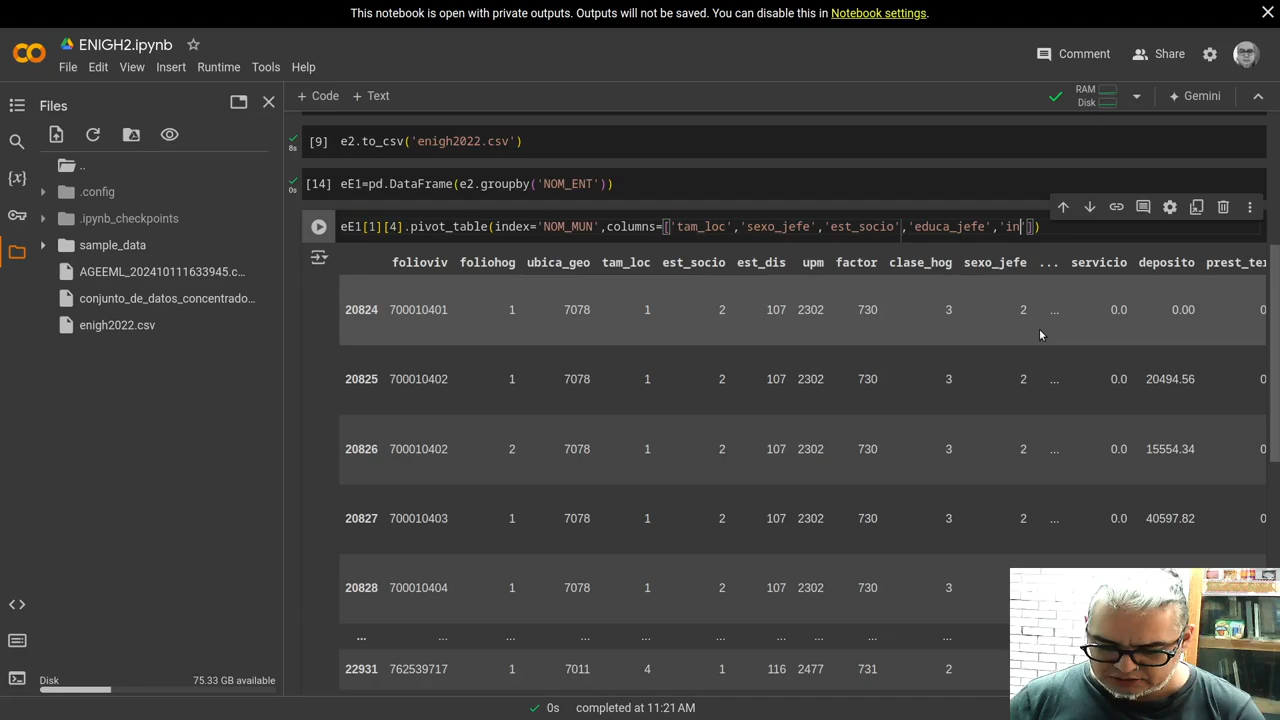 This notebook is open with private outputs. Outputs will not be saved. You can disable this in Notebook settings.
ENIGH2.ipynb
Comment
Share
File Edit View Insert Runtime Tools Help
Files
+ Code + Text
RAM
Disk
Gemini
[9] e2.to_csv('enigh2022.csv')
8s
..
[14] eE1=pd.DataFrame(e2.groupby('NOM_ENT'))
0s
.config
.ipynb_checkpoints
eE1[1][4].pivot_table(index='NOM_MUN',columns=['tam_loc','sexo_jefe','est_socio','educa_jefe','in'])
sample_data
AGEEML_202410111633945.c...
conjunto_de_datos_concentrado...
enigh2022.csv
folioviv foliohog ubica_geo tam_loc est_socio est_dis upm factor clase_hog sexo_jefe ... servicio deposito prest_te
20824 700010401 1 7078 1 2 107 2302 730 3 2 ... 0.0 0.00 0
20825 700010402 1 7078 1 2 107 2302 730 3 2 ... 0.0 20494.56 0
20826 700010402 2 7078 1 2 107 2302 730 3 2 ... 0.0 15554.34 0
20827 700010403 1 7078 1 2 107 2302 730 3 2 ... 0.0 40597.82 0
20828 700010404 1 7078 1 2 107 2302 730 3
... ... ... ... ... ... ... ... ... ...
22931 762539717 1 7011 4 1 116 2477 731 2
Disk 75.33 GB available
0s completed at 11:21 AM